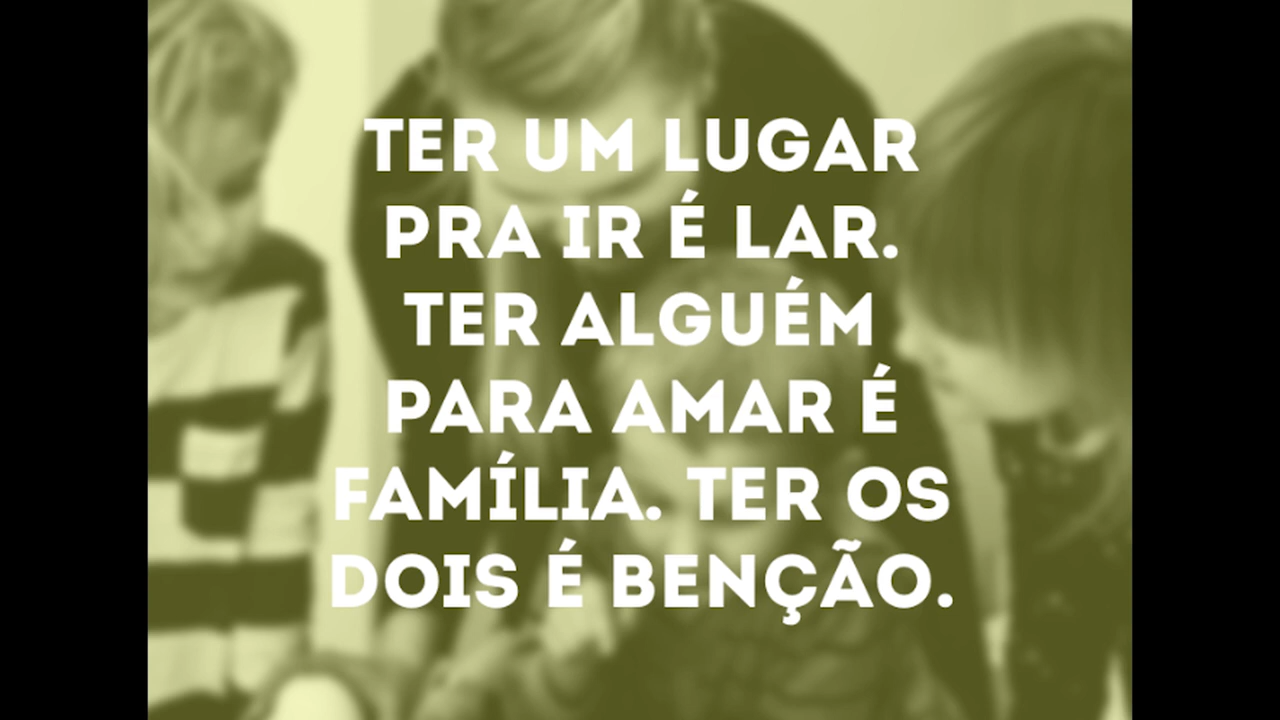 TER UM LUGAR
PRA IR É LAR.
TER ALGUÉM
PARA AMAR É
FAMÍLIA. TER OS
DOIS É BENÇÃO.